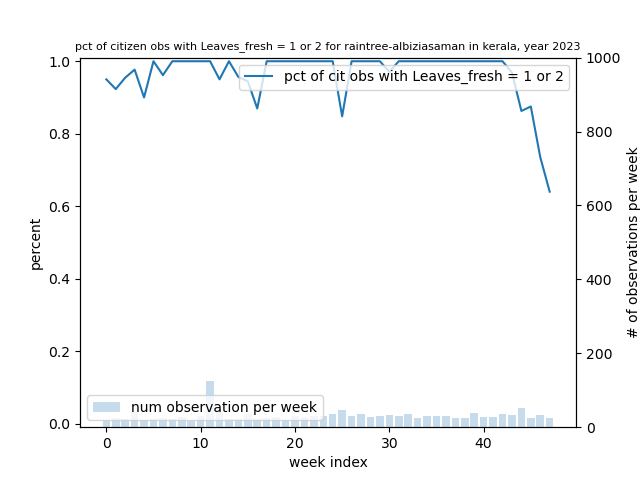 pct of citizen obs with Leaves_fresh = 1 or 2 for raintree-albiziasaman in kerala, year 2023
pct of cit obs with Leaves_fresh = 1 or 2
num observation per week
percent
# of observations per week
week index
1.0
0.8
0.6
0.4
0.2
0.0
1000
800
600
400
200
0
0
10
20
30
40